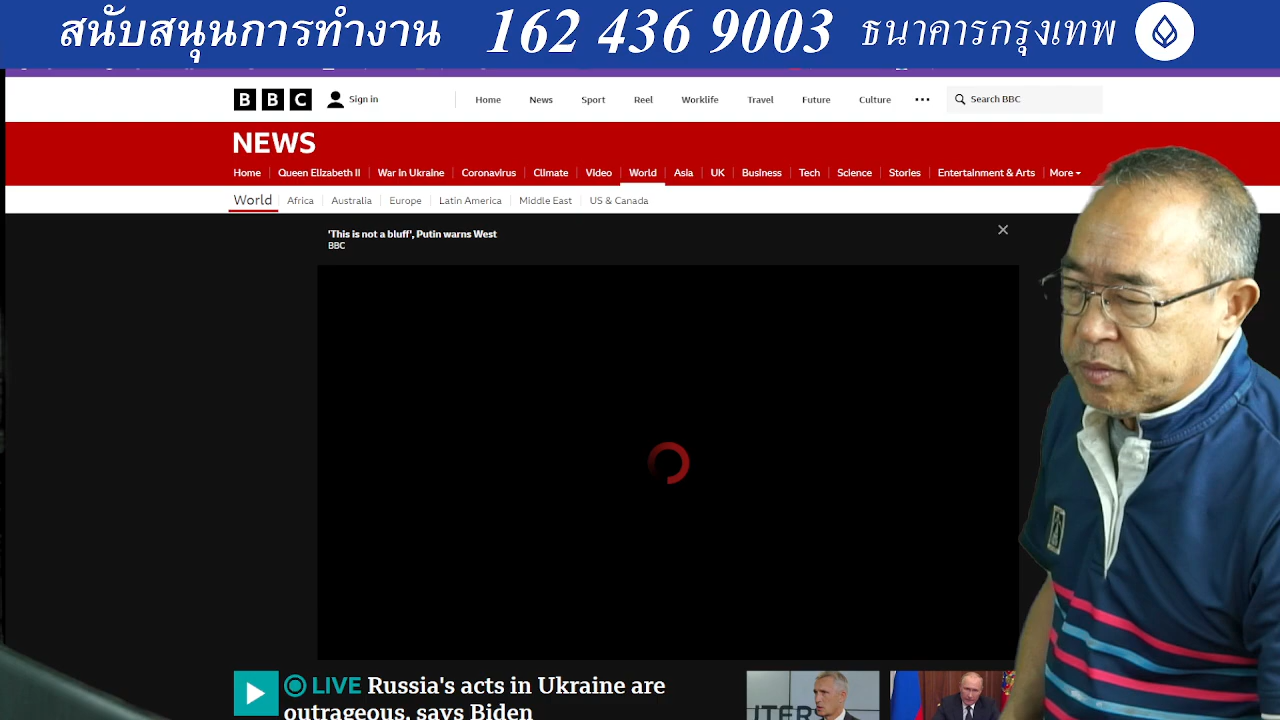 สนับสนุนการทำงาน 162 436 9003 ธนาคารกรุงเทพ
BBC Sign in Home News Sport Reel Worklife Travel Future Culture ••• Search BBC
NEWS
Home Queen Elizabeth II War in Ukraine Coronavirus Climate Video World Asia UK Business Tech Science Stories Entertainment & Arts More
World Africa Australia Europe Latin America Middle East US & Canada
'This is not a bluff', Putin warns West
BBC
LIVE Russia's acts in Ukraine are
outrageous, says Biden